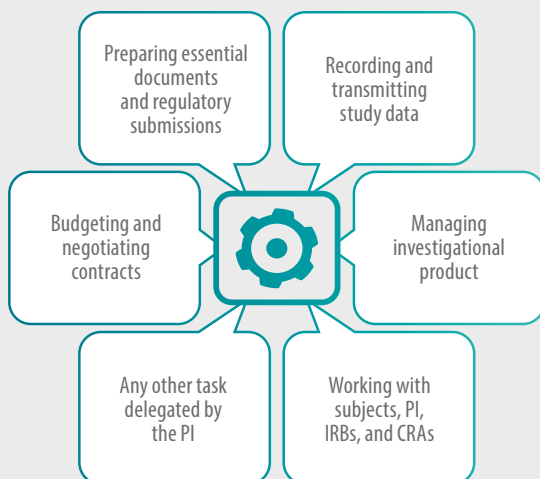 Preparing essential
documents
and regulatory
submissions
Recording and
transmitting
study data
Budgeting and
negotiating
contracts
Managing
investigational
product
Any other task
delegated by
the PI
Working with
subjects, PI,
IRBs, and CRAs